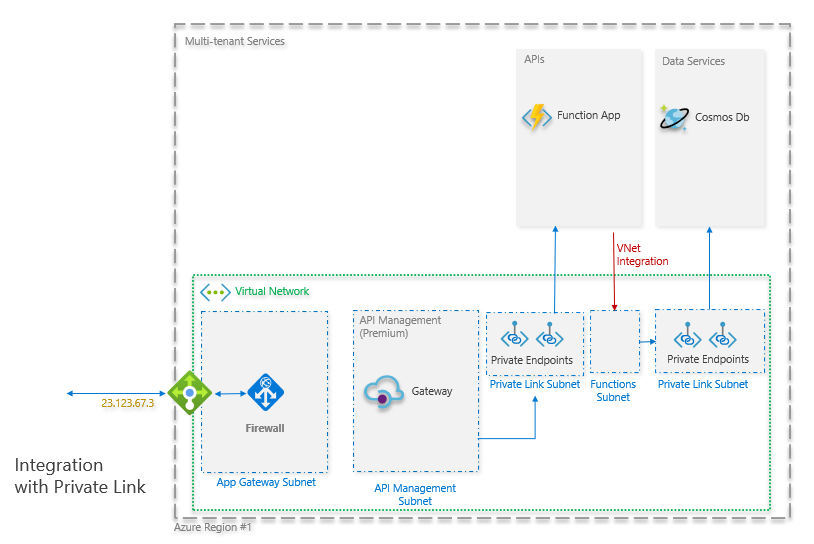 Multi-tenant Services
APIs
Function App
Data Services
Cosmos Db
VNet
Integration
Virtual Network
API Management
(Premium)
Gateway
Private Endpoints
Private Link Subnet
Functions
Subnet
Private Endpoints
Private Link Subnet
23.123.67.3
Firewall
App Gateway Subnet
API Management
Subnet
Integration
with Private Link
Azure Region #1